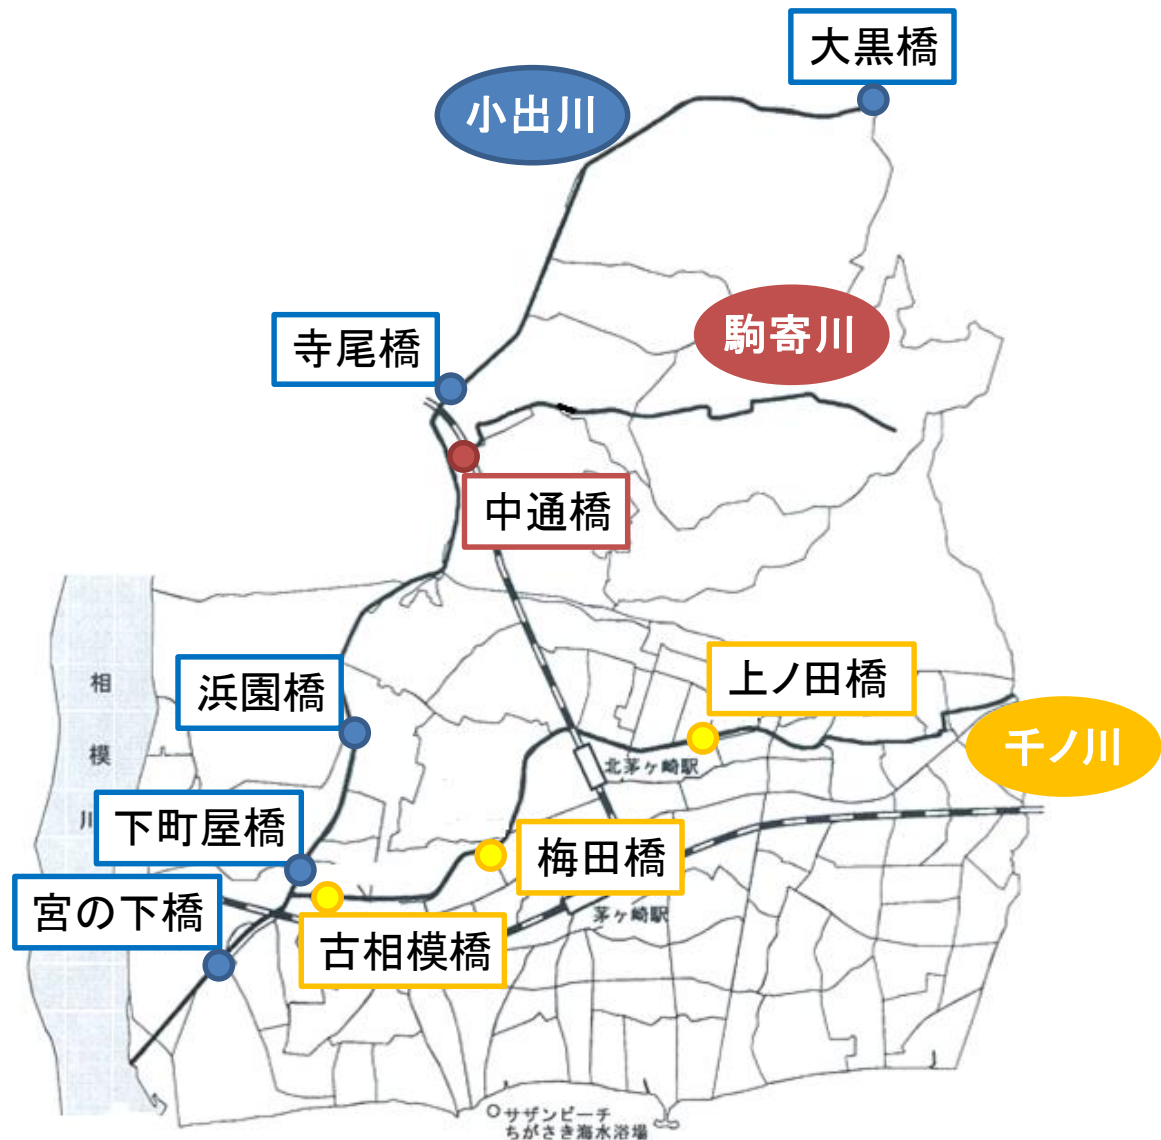 大黒橋
小出川
寺尾橋
駒寄川
中通橋
相模川
浜園橋
上ノ田橋
千ノ川
北茅ヶ崎駅
下町屋橋
梅田橋
宮の下橋
茅ヶ崎駅
古相模橋
サザンビーチ
ちがさき海水浴場